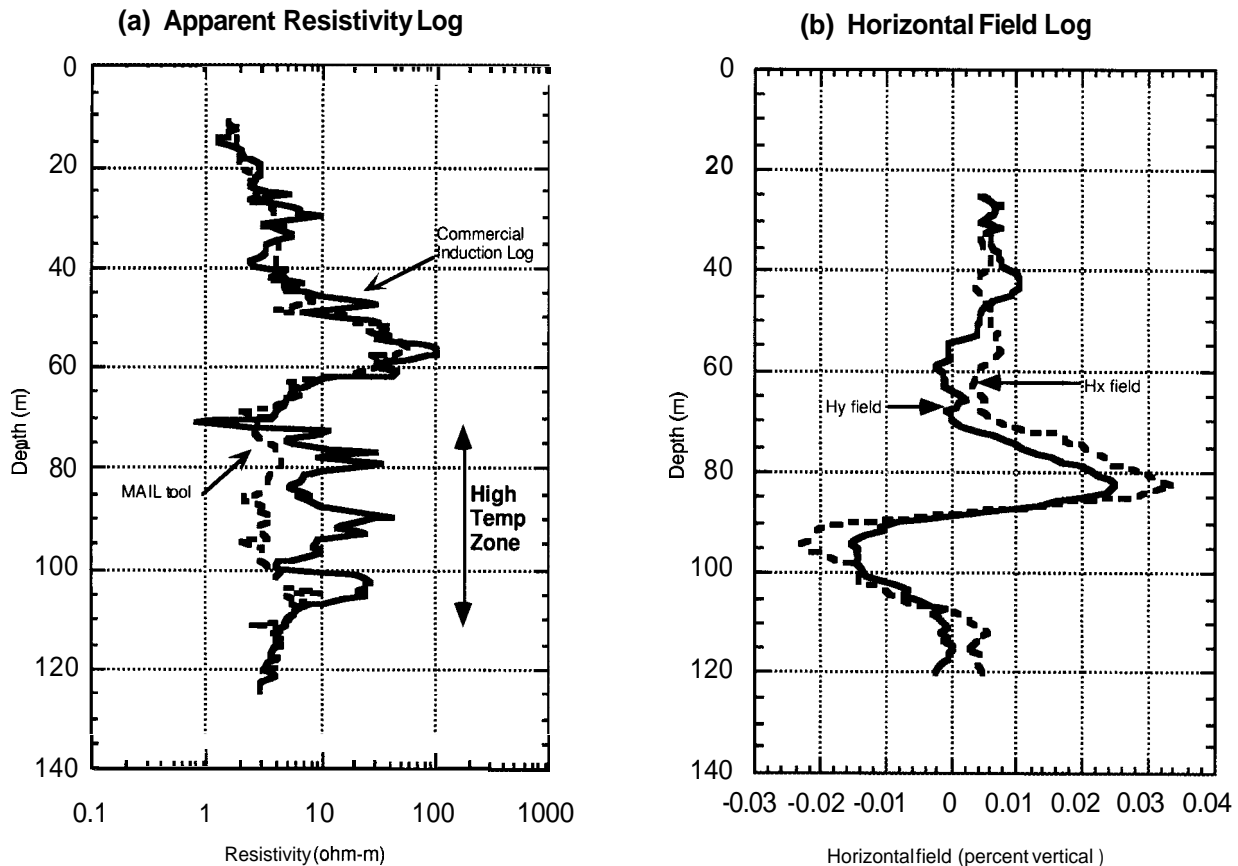 (a) Apparent Resistivity Log
0
20
40
60
80
100
120
140
Depth (m)
0.1 1 10 100 1000
Resistivity (ohm-m)
Commercial
Induction Log
MAIL tool
High
Temp
Zone
(b) Horizontal Field Log
0
20
40
60
80
100
120
140
Depth (m)
-0.03 -0.02 -0.01 0 0.01 0.02 0.03 0.04
Horizontal field (percent vertical )
Hx field
Hy field